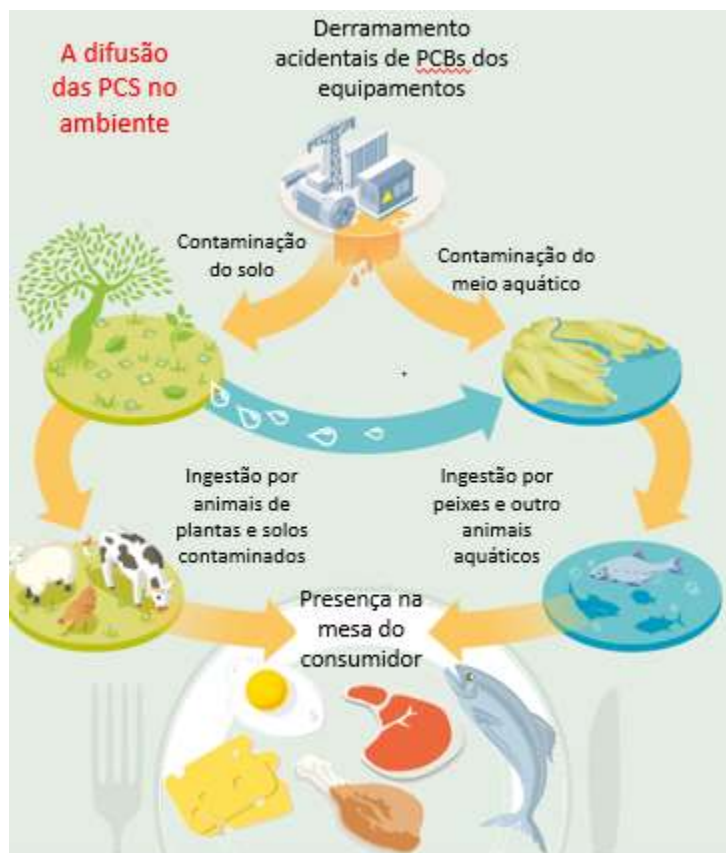 A difusão
das PCS no
ambiente
Derramamento
acidentais de PCBs dos
equipamentos
Contaminação
do solo
Contaminação do
meio aquático
Ingestão por
animais de
plantas e solos
contaminados
Ingestão por
peixes e outro
animais
aquáticos
Presença na
mesa do
consumidor